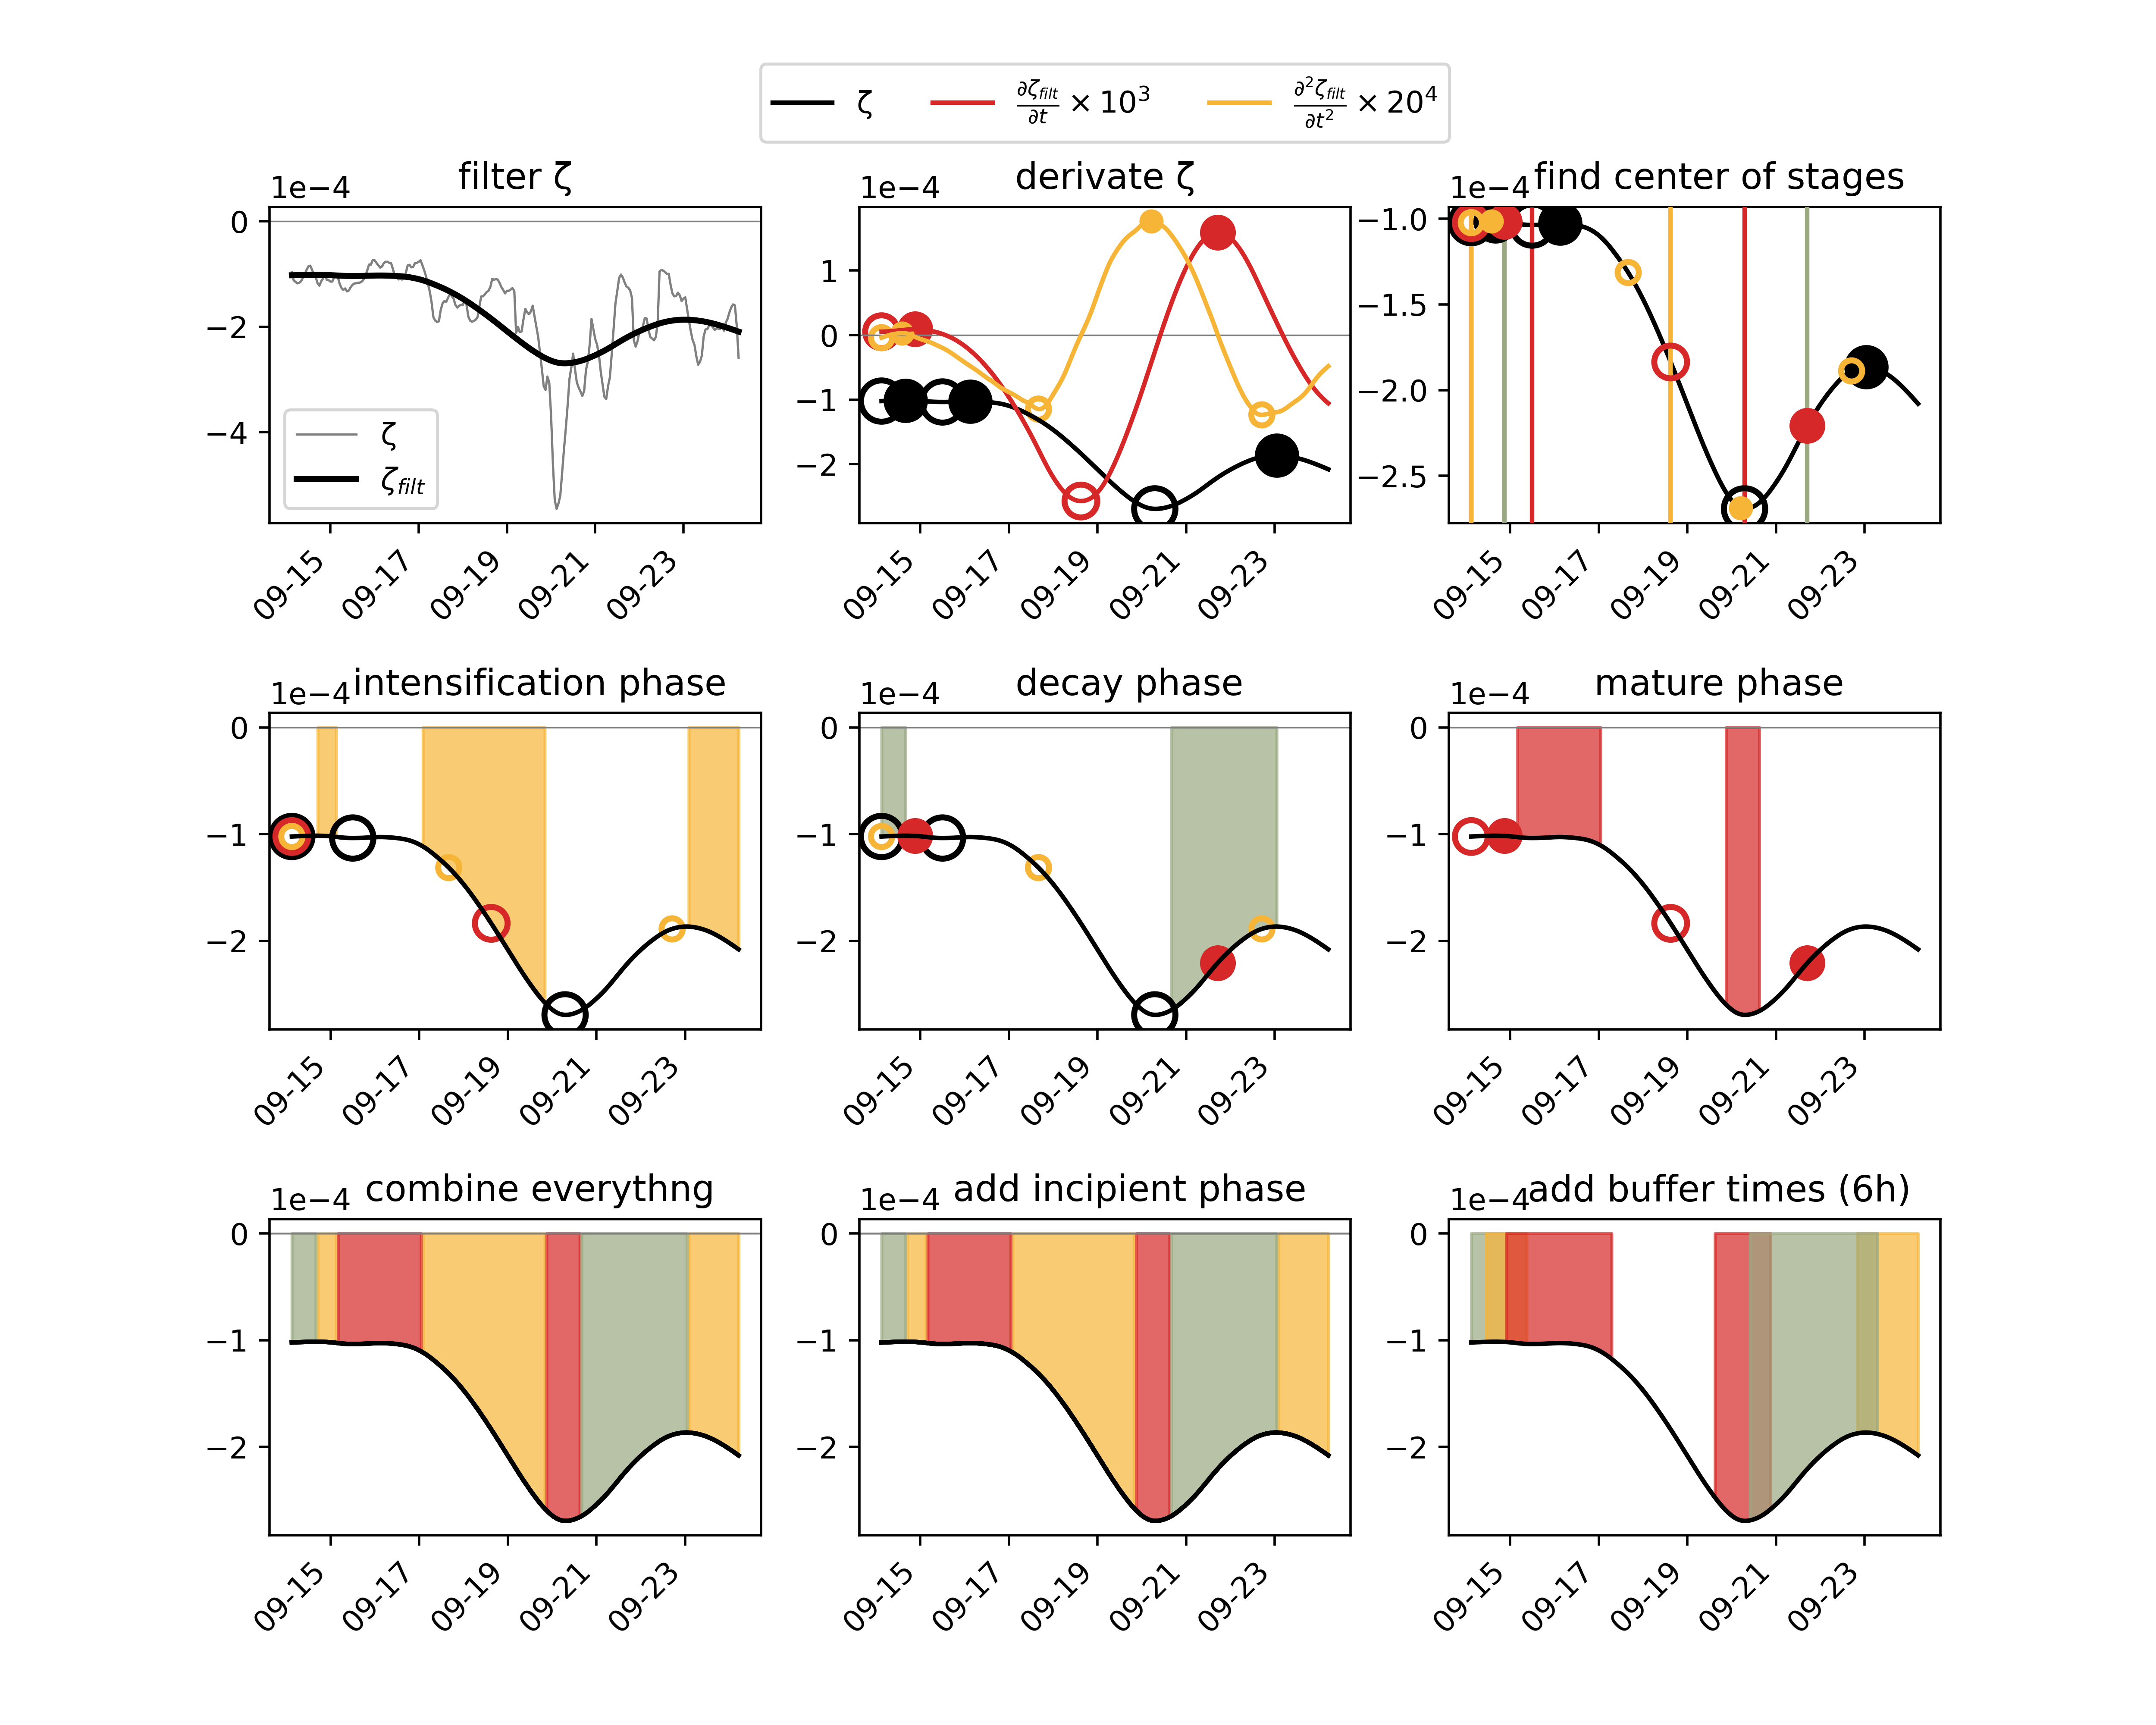 ζ ∂ζfilt/∂t × 10³ ∂²ζfilt/∂t² × 20⁴
filter ζ
1e−4
0
−2
−4
ζ
ζfilt
09-15 09-17 09-19 09-21 09-23
derivate ζ
1e−4
1
0
−1
−2
09-15 09-17 09-19 09-21 09-23
find center of stages
1e−4
−1.0
−1.5
−2.0
−2.5
09-15 09-17 09-19 09-21 09-23
intensification phase
1e−4
0
−1
−2
09-15 09-17 09-19 09-21 09-23
decay phase
1e−4
0
−1
−2
09-15 09-17 09-19 09-21 09-23
mature phase
1e−4
0
−1
−2
09-15 09-17 09-19 09-21 09-23
combine everythng
1e−4
0
−1
−2
09-15 09-17 09-19 09-21 09-23
add incipient phase
1e−4
0
−1
−2
09-15 09-17 09-19 09-21 09-23
add buffer times (6h)
1e−4
0
−1
−2
09-15 09-17 09-19 09-21 09-23